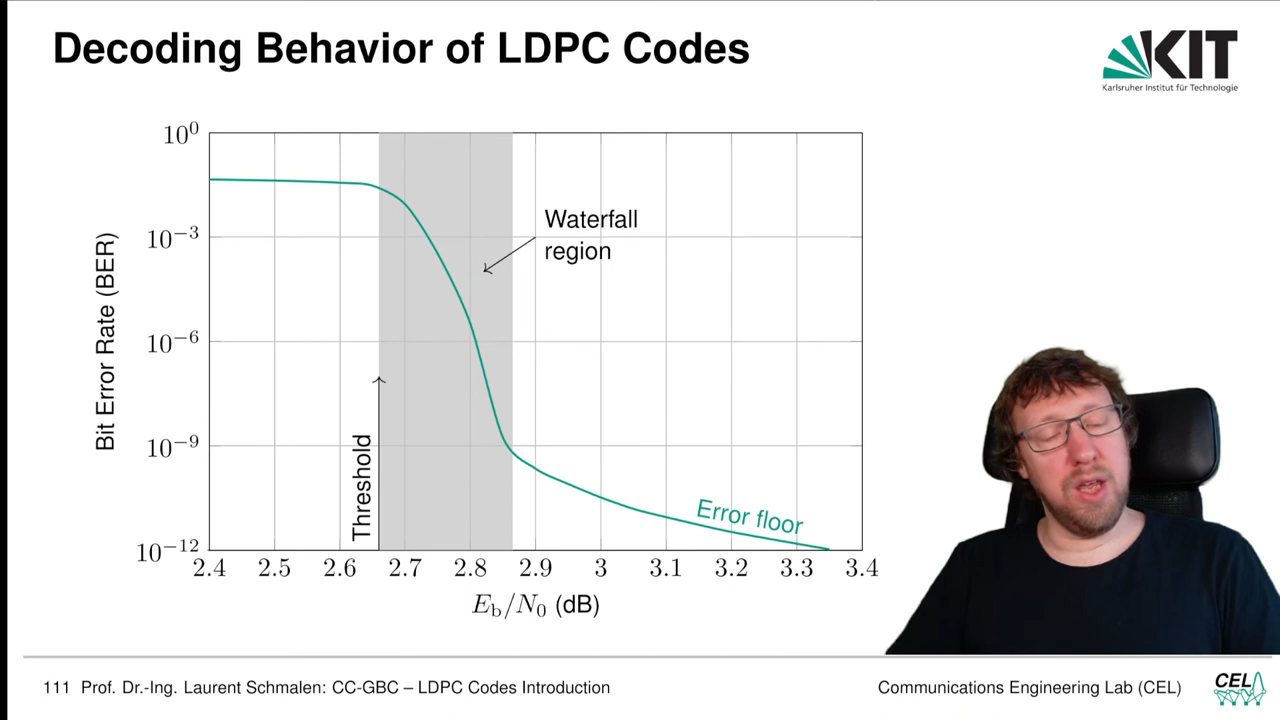 Decoding Behavior of LDPC Codes
KIT
Karlsruher Institut für Technologie
10^0
10^−3
10^−6
10^−9
10^−12
Bit Error Rate (BER)
Waterfall
region
Threshold
Error floor
2.4 2.5 2.6 2.7 2.8 2.9 3 3.1 3.2 3.3 3.4
E_b/N_0 (dB)
111 Prof. Dr.-Ing. Laurent Schmalen: CC-GBC – LDPC Codes Introduction
Communications Engineering Lab (CEL)
CEL